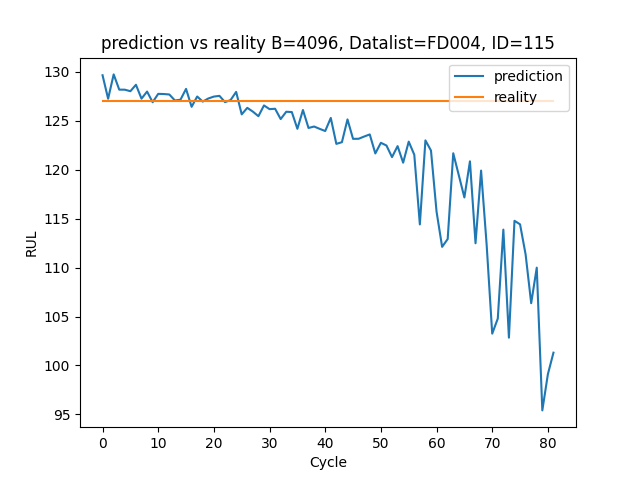 prediction vs reality B=4096, Datalist=FD004, ID=115
prediction
reality
130
125
120
115
110
105
100
95
RUL
0 10 20 30 40 50 60 70 80
Cycle